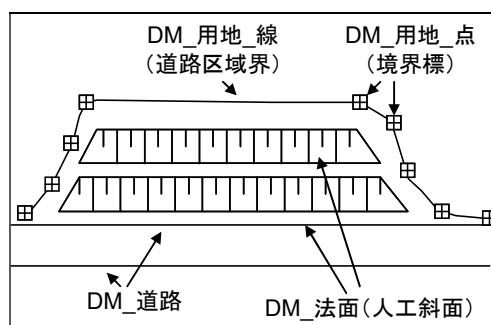 DM_用地_線
（道路区域界）
DM_用地_点
（境界標）
DM_道路
DM_法面（人工斜面）